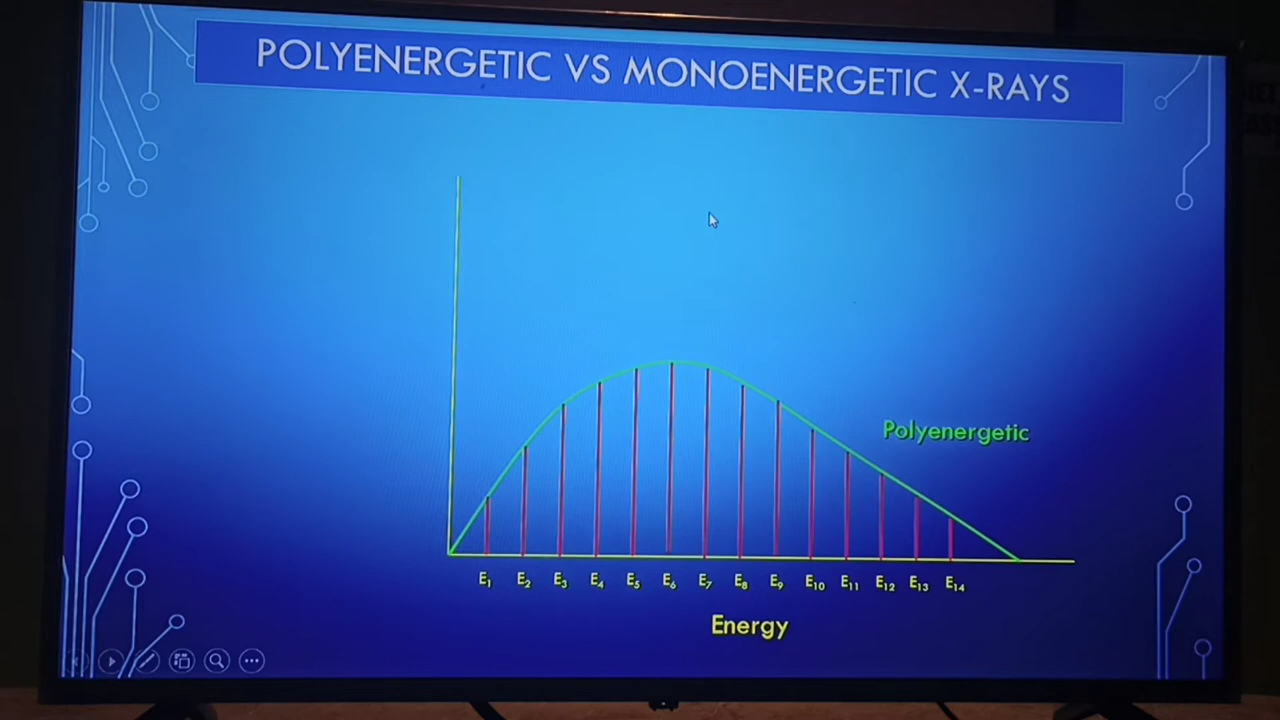 POLYENERGETIC VS MONOENERGETIC X-RAYS
Polyenergetic
E₁ E₂ E₃ E₄ E₅ E₆ E₇ E₈ E₉ E₁₀ E₁₁ E₁₂ E₁₃ E₁₄
Energy